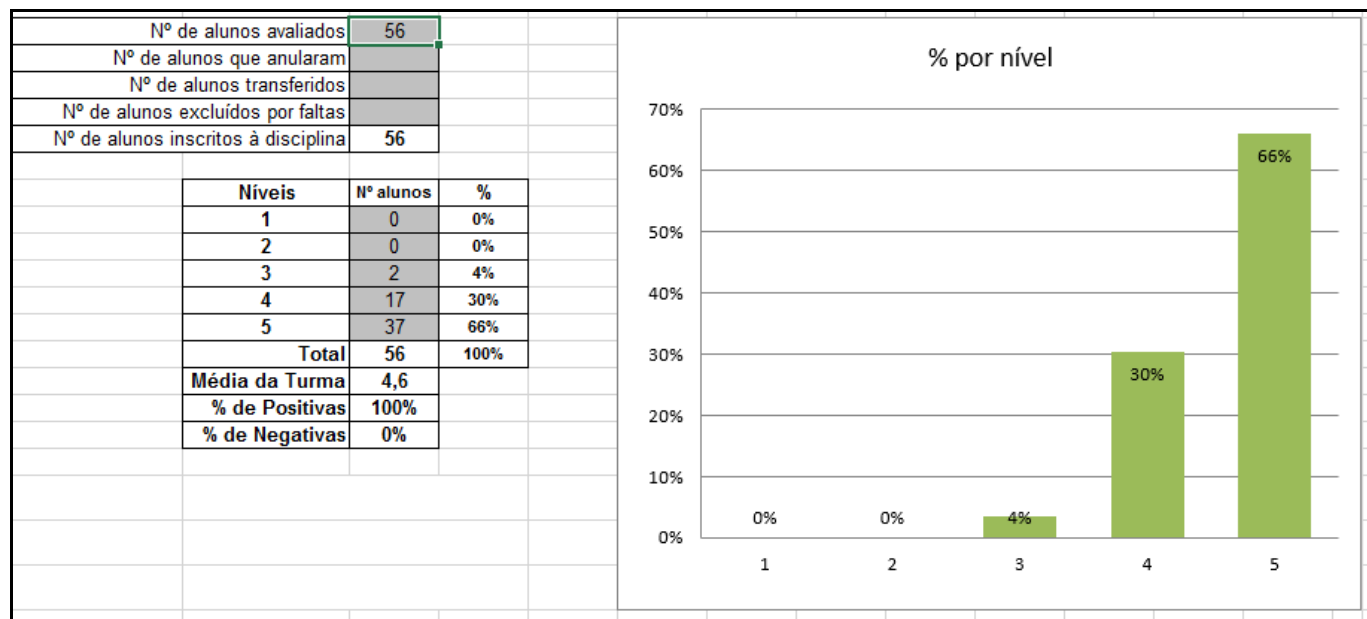 Nº de alunos avaliados 56
Nº de alunos que anularam
Nº de alunos transferidos
Nº de alunos excluídos por faltas
Nº de alunos inscritos à disciplina 56
Níveis Nº alunos %
1 0 0%
2 0 0%
3 2 4%
4 17 30%
5 37 66%
Total 56 100%
Média da Turma 4,6
% de Positivas 100%
% de Negativas 0%
% por nível
70%
60%
50%
40%
30%
20%
10%
0%
0% 0% 4% 30% 66%
1 2 3 4 5